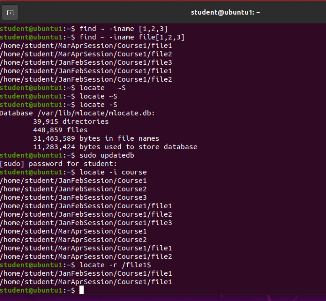 student@ubuntu1: ~
student@ubuntu1:~$ find ~ -iname [1,2,3]
student@ubuntu1:~$ find ~ -iname file[1,2,3]
/home/student/MarAprSession/Course1/file1
/home/student/MarAprSession/Course1/file2
/home/student/JanFebSession/Course1/file3
/home/student/JanFebSession/Course1/file1
/home/student/JanFebSession/Course1/file2
student@ubuntu1:~$ locate   -S
student@ubuntu1:~$ locate –S
student@ubuntu1:~$ locate -S
Database /var/lib/mlocate/mlocate.db:
39,915 directories
440,859 files
31,463,589 bytes in file names
11,283,424 bytes used to store database
student@ubuntu1:~$ sudo updatedb
[sudo] password for student:
student@ubuntu1:~$ locate -i course
/home/student/JanFebSession/Course1
/home/student/JanFebSession/Course2
/home/student/JanFebSession/Course3
/home/student/JanFebSession/Course1/file1
/home/student/JanFebSession/Course1/file2
/home/student/JanFebSession/Course1/file3
/home/student/MarAprSession/Course1
/home/student/MarAprSession/Course2
/home/student/MarAprSession/Course1/file1
/home/student/MarAprSession/Course1/file2
student@ubuntu1:~$ locate -r /file1$
/home/student/JanFebSession/Course1/file1
/home/student/MarAprSession/Course1/file1
student@ubuntu1:~$